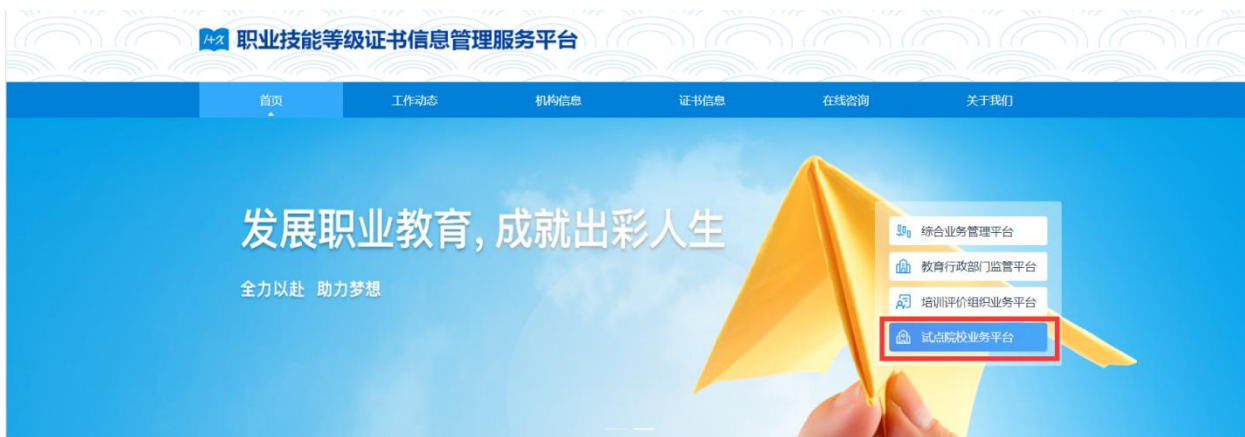 1+X 职业技能等级证书信息管理服务平台
首页 工作动态 机构信息 证书信息 在线咨询 关于我们
发展职业教育,成就出彩人生
全力以赴 助力梦想
综合业务管理平台
教育行政部门监管平台
培训评价组织业务平台
试点院校业务平台